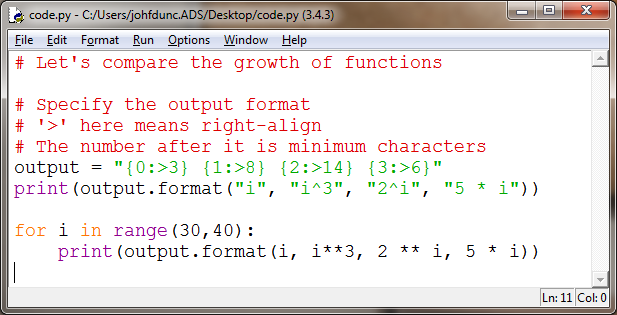 code.py - C:/Users/johfdunc.ADS/Desktop/code.py (3.4.3)
File Edit Format Run Options Window Help
# Let's compare the growth of functions

# Specify the output format
# '>' here means right-align
# The number after it is minimum characters
output = "{0:>3} {1:>8} {2:>14} {3:>6}"
print(output.format("i", "i^3", "2^i", "5 * i"))

for i in range(30,40):
    print(output.format(i, i**3, 2 ** i, 5 * i))
Ln: 11 Col: 0